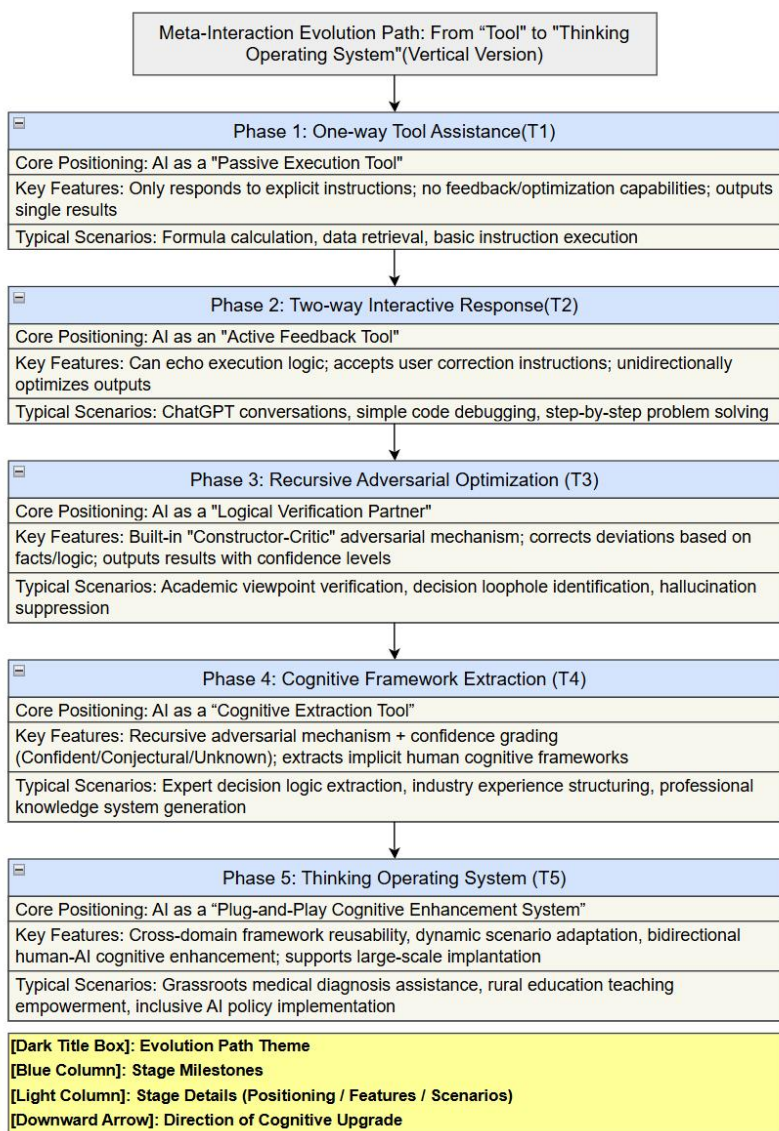 Meta-Interaction Evolution Path: From “Tool" to "Thinking
Operating System"(Vertical Version)
Phase 1: One-way Tool Assistance(T1)
Core Positioning: AI as a "Passive Execution Tool"
Key Features: Only responds to explicit instructions; no feedback/optimization capabilities; outputs
single results
Typical Scenarios: Formula calculation, data retrieval, basic instruction execution
Phase 2: Two-way Interactive Response(T2)
Core Positioning: AI as an "Active Feedback Tool"
Key Features: Can echo execution logic; accepts user correction instructions; unidirectionally
optimizes outputs
Typical Scenarios: ChatGPT conversations, simple code debugging, step-by-step problem solving
Phase 3: Recursive Adversarial Optimization (T3)
Core Positioning: AI as a "Logical Verification Partner"
Key Features: Built-in "Constructor-Critic" adversarial mechanism; corrects deviations based on
facts/logic; outputs results with confidence levels
Typical Scenarios: Academic viewpoint verification, decision loophole identification, hallucination
suppression
Phase 4: Cognitive Framework Extraction (T4)
Core Positioning: AI as a “Cognitive Extraction Tool”
Key Features: Recursive adversarial mechanism + confidence grading
(Confident/Conjectural/Unknown); extracts implicit human cognitive frameworks
Typical Scenarios: Expert decision logic extraction, industry experience structuring, professional
knowledge system generation
Phase 5: Thinking Operating System (T5)
Core Positioning: AI as a “Plug-and-Play Cognitive Enhancement System”
Key Features: Cross-domain framework reusability, dynamic scenario adaptation, bidirectional
human-AI cognitive enhancement; supports large-scale implantation
Typical Scenarios: Grassroots medical diagnosis assistance, rural education teaching
empowerment, inclusive AI policy implementation
[Dark Title Box]: Evolution Path Theme
[Blue Column]: Stage Milestones
[Light Column]: Stage Details (Positioning / Features / Scenarios)
[Downward Arrow]: Direction of Cognitive Upgrade